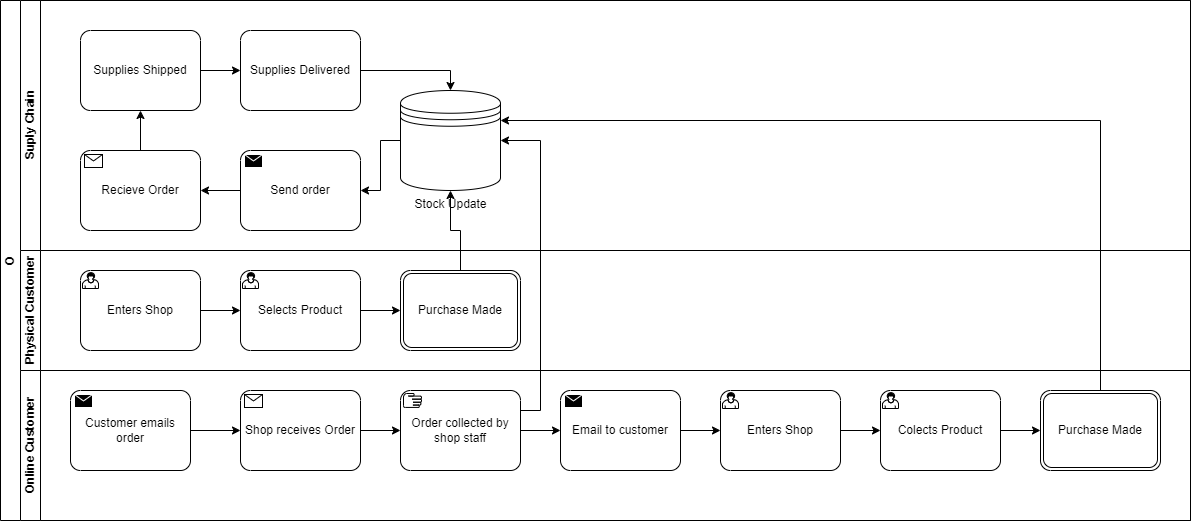 O
Suply Chain
Supplies Shipped
Supplies Delivered
Recieve Order
Send order
Stock Update
Physical Customer
Enters Shop
Selects Product
Purchase Made
Online Customer
Customer emails
order
Shop receives Order
Order collected by
shop staff
Email to customer
Enters Shop
Colects Product
Purchase Made